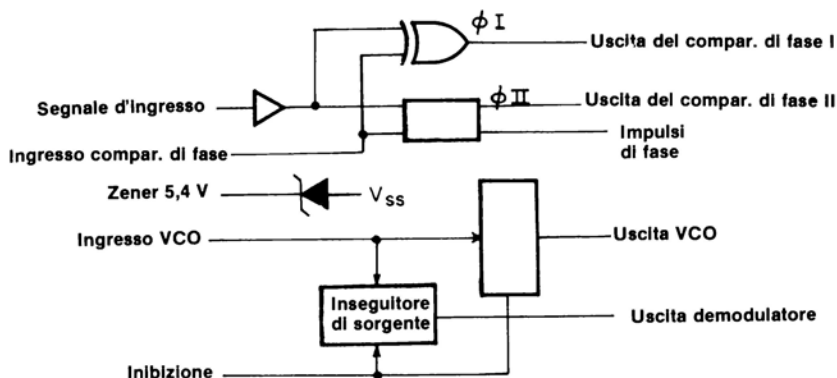 φ I
Uscita del compar. di fase I
Segnale d'ingresso
φ II
Uscita del compar. di fase II
Ingresso compar. di fase
Impulsi
di fase
Zener 5,4 V
VSS
Ingresso VCO
Uscita VCO
Inseguitore
di sorgente
Uscita demodulatore
Inibizione